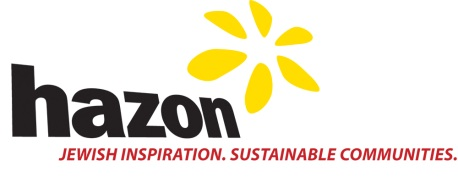 hazon
JEWISH INSPIRATION. SUSTAINABLE COMMUNITIES.